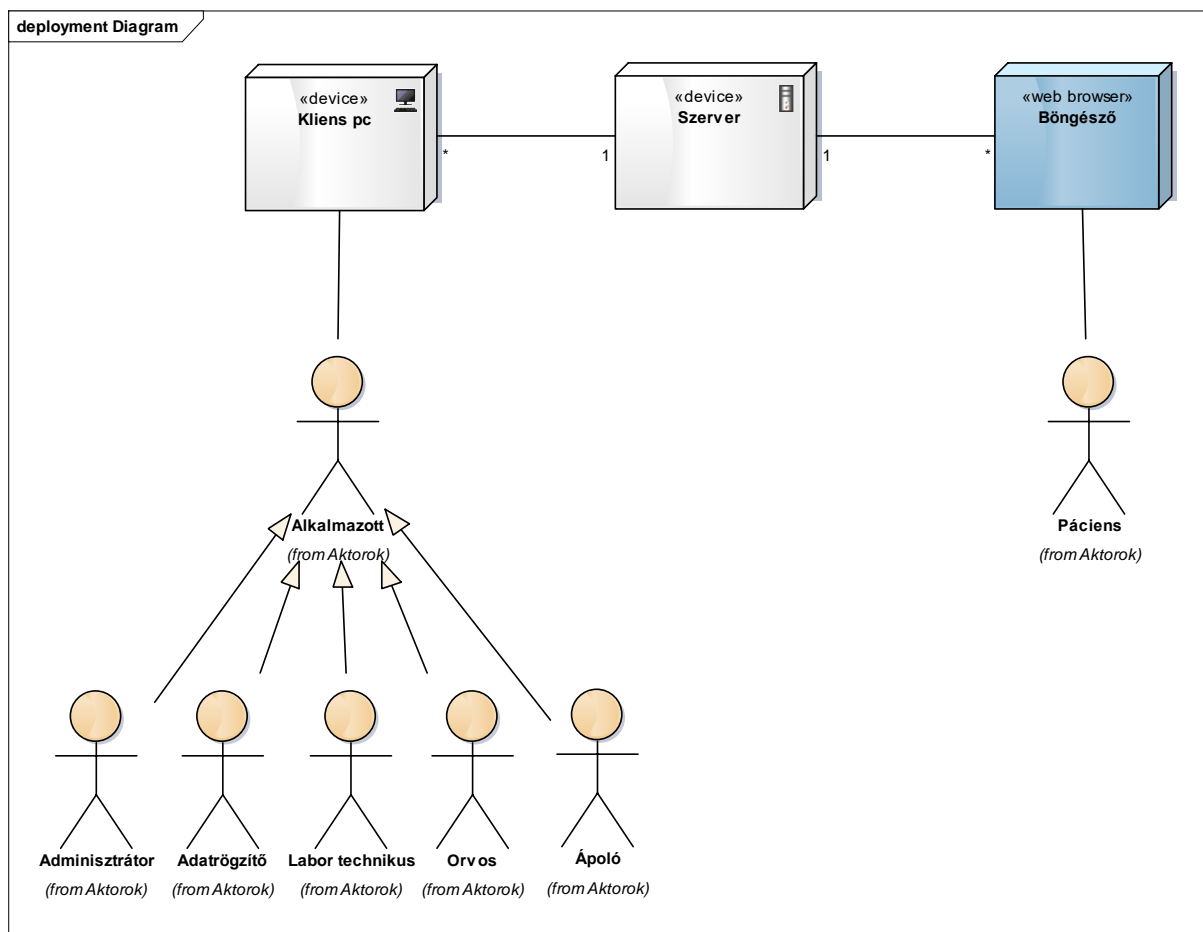 deployment Diagram
«device»
Kliens pc
«device»
Szerver
«web browser»
Böngésző
*
1
1
*
Alkalmazott
(from Aktorok)
Páciens
(from Aktorok)
Adminisztrátor
(from Aktorok)
Adatrögzítő
(from Aktorok)
Labor technikus
(from Aktorok)
Orvos
(from Aktorok)
Ápoló
(from Aktorok)